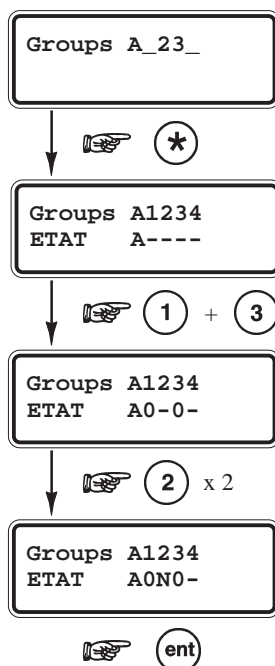 Groups A_23_
*
Groups A1234
ETAT A----
1 + 3
Groups A1234
ETAT A0-0-
2 x 2
Groups A1234
ETAT A0N0-
ent